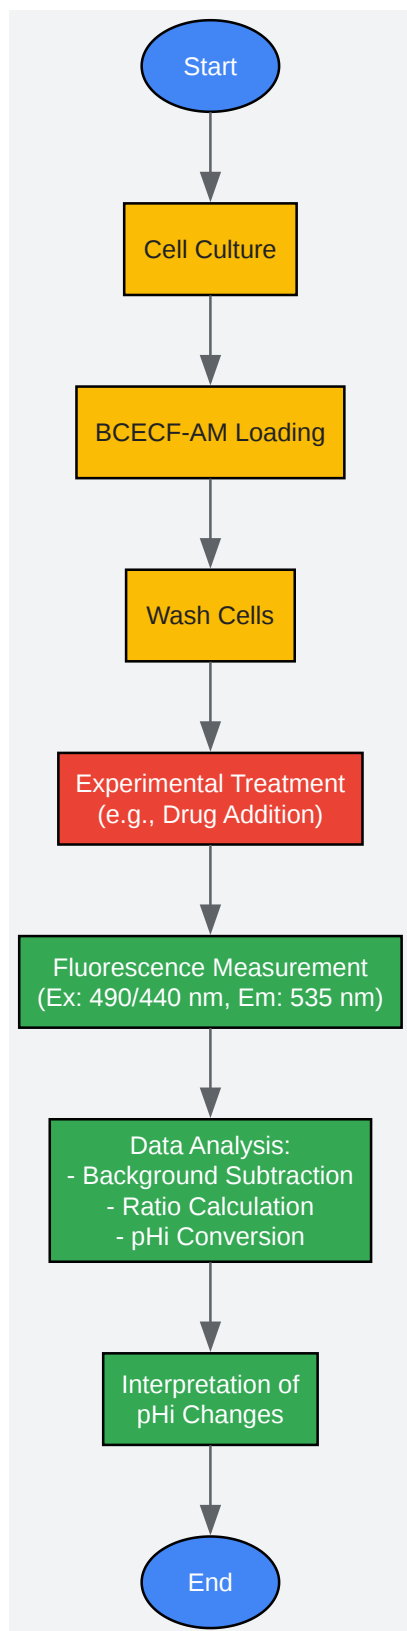 Start
Cell Culture
BCECF-AM Loading
Wash Cells
Experimental Treatment
(e.g., Drug Addition)
Fluorescence Measurement
(Ex: 490/440 nm, Em: 535 nm)
Data Analysis:
- Background Subtraction
- Ratio Calculation
- pHi Conversion
Interpretation of
pHi Changes
End